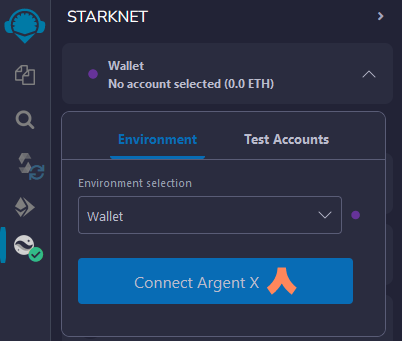 STARKNET
Wallet
No account selected (0.0 ETH)
Environment
Test Accounts
Environment selection
Wallet
Connect Argent X